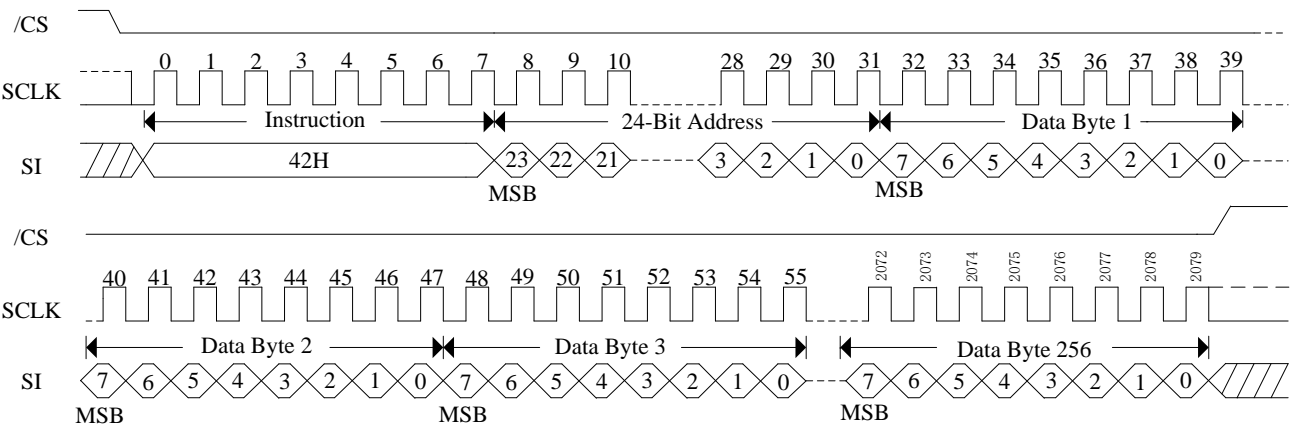 /CS
0 1 2 3 4 5 6 7 8 9 10 28 29 30 31 32 33 34 35 36 37 38 39
SCLK
Instruction 24-Bit Address Data Byte 1
SI 42H 23 22 21 3 2 1 0 7 6 5 4 3 2 1 0
MSB MSB
/CS
40 41 42 43 44 45 46 47 48 49 50 51 52 53 54 55 2072 2073 2074 2075 2076 2077 2078 2079
SCLK
Data Byte 2 Data Byte 3 Data Byte 256
SI 7 6 5 4 3 2 1 0 7 6 5 4 3 2 1 0 7 6 5 4 3 2 1 0
MSB MSB MSB